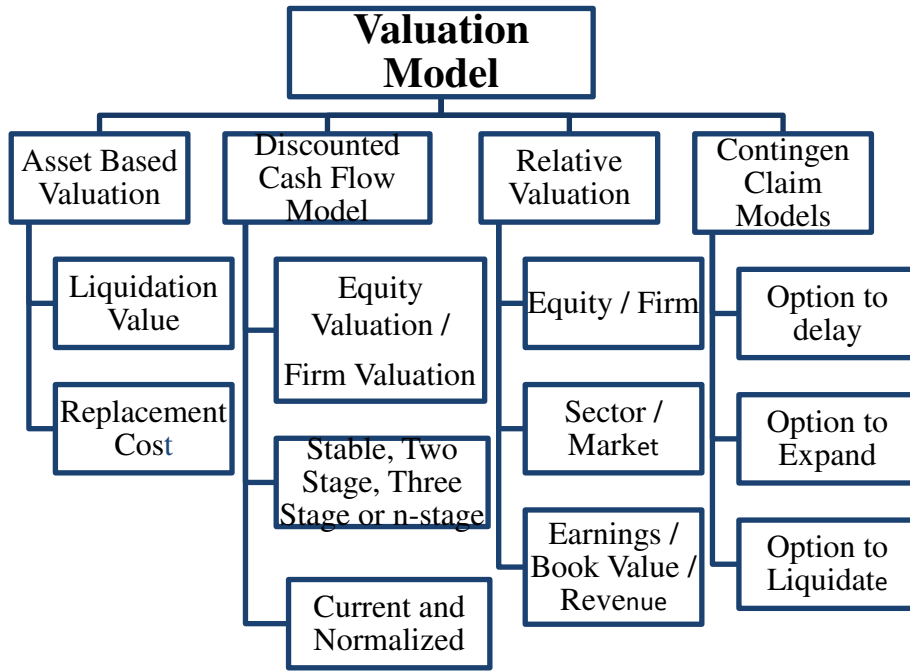 Valuation
Model
Asset Based
Valuation
Discounted
Cash Flow
Model
Relative
Valuation
Contingen
Claim
Models
Liquidation
Value
Replacement
Cost
Equity
Valuation /
Firm Valuation
Stable, Two
Stage, Three
Stage or n-stage
Current and
Normalized
Equity / Firm
Sector /
Market
Earnings /
Book Value /
Revenue
Option to
delay
Option to
Expand
Option to
Liquidate